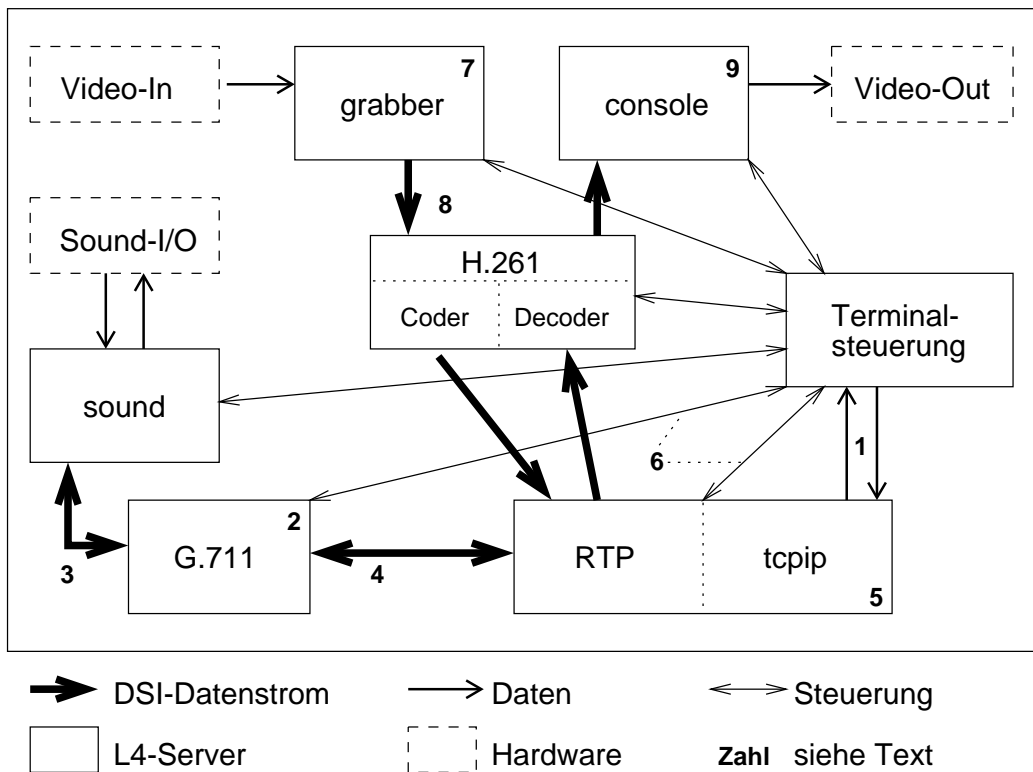 7
9
Video-In
grabber
console
Video-Out
8
Sound-I/O
H.261
Coder
Decoder
Terminal-
steuerung
sound
1
6
2
G.711
RTP
tcpip
3
4
5
DSI-Datenstrom
Daten
Steuerung
L4-Server
Hardware
Zahl siehe Text